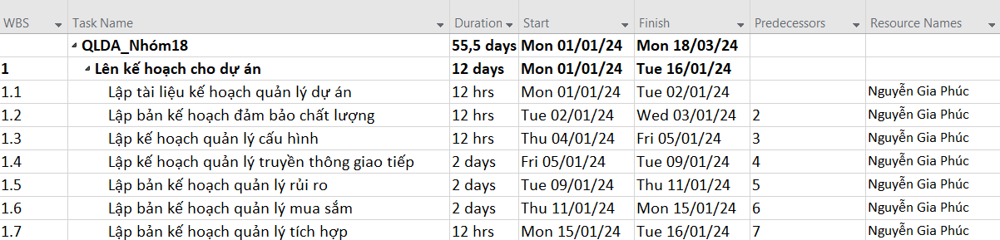 WBS Task Name Duration Start Finish Predecessors Resource Names
QLDA_Nhóm18 55,5 days Mon 01/01/24 Mon 18/03/24
1 Lên kế hoạch cho dự án 12 days Mon 01/01/24 Tue 16/01/24
1.1 Lập tài liệu kế hoạch quản lý dự án 12 hrs Mon 01/01/24 Tue 02/01/24 Nguyễn Gia Phúc
1.2 Lập bản kế hoạch đảm bảo chất lượng 12 hrs Tue 02/01/24 Wed 03/01/24 2 Nguyễn Gia Phúc
1.3 Lập kế hoạch quản lý cấu hình 12 hrs Thu 04/01/24 Fri 05/01/24 3 Nguyễn Gia Phúc
1.4 Lập kế hoạch quản lý truyền thông giao tiếp 2 days Fri 05/01/24 Tue 09/01/24 4 Nguyễn Gia Phúc
1.5 Lập bản kế hoạch quản lý rủi ro 2 days Tue 09/01/24 Thu 11/01/24 5 Nguyễn Gia Phúc
1.6 Lập bản kế hoạch quản lý mua sắm 2 days Thu 11/01/24 Mon 15/01/24 6 Nguyễn Gia Phúc
1.7 Lập bản kế hoạch quản lý tích hợp 12 hrs Mon 15/01/24 Tue 16/01/24 7 Nguyễn Gia Phúc